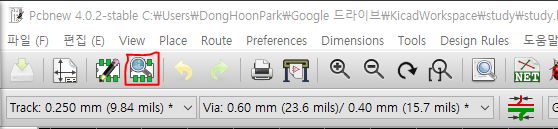 Pcbnew 4.0.2-stable C:₩Users₩DongHoonPark₩Google 드라이브₩KicadWorkspace₩study₩study.
파일 (F) 편집 (E) View Place Route Preferences Dimensions Tools Design Rules 도움말
NET
Track: 0.250 mm (9.84 mils) * Via: 0.60 mm (23.6 mils)/ 0.40 mm (15.7 mils) *